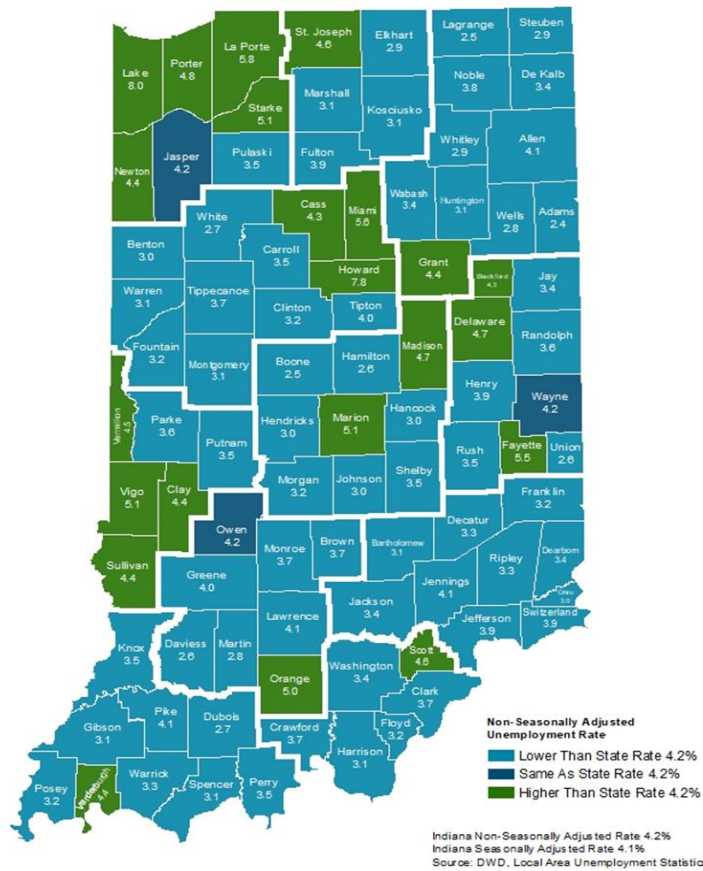 St. Joseph
4.6
Elkhart
2.9
Lagrange
2.5
Steuben
2.9
La Porte
5.8
Porter
4.8
Lake
8.0
Noble
3.8
De Kalb
3.4
Marshall
3.1
Kosciusko
3.1
Starke
5.1
Whitley
2.9
Allen
4.1
Jasper
4.2
Newton
4.4
Pulaski
3.5
Fulton
3.9
Wabash
3.4
Huntington
3.1
Wells
2.8
Adams
2.4
White
2.7
Cass
4.3
Miami
5.6
Benton
3.0
Carroll
3.5
Grant
4.4
Howard
7.8
Blackford
4.3
Jay
3.4
Warren
3.1
Tippecanoe
3.7
Clinton
3.2
Tipton
4.0
Delaware
4.7
Randolph
3.6
Madison
4.7
Fountain
3.2
Montgomery
3.1
Boone
2.5
Hamilton
2.6
Henry
3.9
Wayne
4.2
Vermillion
4.5
Parke
3.6
Putnam
3.5
Hendricks
3.0
Marion
5.1
Hancock
3.0
Rush
3.5
Fayette
5.5
Union
2.6
Vigo
5.1
Clay
4.4
Morgan
3.2
Johnson
3.0
Shelby
3.5
Franklin
3.2
Owen
4.2
Monroe
3.7
Brown
3.7
Bartholomew
3.1
Decatur
3.3
Ripley
3.3
Dearborn
3.4
Sullivan
4.4
Greene
4.0
Jennings
4.1
Ohio
3.0
Switzerland
3.9
Lawrence
4.1
Jackson
3.4
Jefferson
3.9
Knox
3.5
Daviess
2.6
Martin
2.8
Orange
5.0
Washington
3.4
Scott
4.6
Clark
3.7
Gibson
3.1
Pike
4.1
Dubois
2.7
Crawford
3.7
Floyd
3.2
Harrison
3.1
Posey
3.2
Vanderburgh
4.4
Warrick
3.3
Spencer
3.1
Perry
3.5
Non-Seasonally Adjusted
Unemployment Rate
Lower Than State Rate 4.2%
Same As State Rate 4.2%
Higher Than State Rate 4.2%
Indiana Non-Seasonally Adjusted Rate 4.2%
Indiana Seasonally Adjusted Rate 4.1%
Source: DWD, Local Area Unemployment Statistic